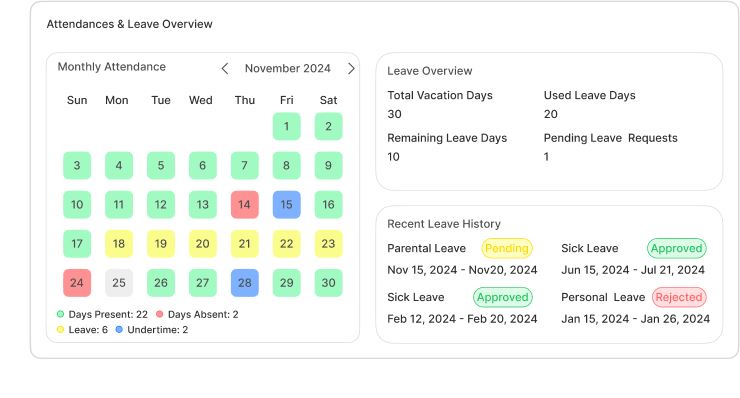 Attendances & Leave Overview
Monthly Attendance
November 2024
Sun Mon Tue Wed Thu Fri Sat
1 2
3 4 5 6 7 8 9
10 11 12 13 14 15 16
17 18 19 20 21 22 23
24 25 26 27 28 29 30
Days Present: 22 Days Absent: 2
Leave: 6 Undertime: 2
Leave Overview
Total Vacation Days Used Leave Days
30 20
Remaining Leave Days Pending Leave Requests
10 1
Recent Leave History
Parental Leave Pending Sick Leave Approved
Nov 15, 2024 - Nov20, 2024 Jun 15, 2024 - Jul 21, 2024
Sick Leave Approved Personal Leave Rejected
Feb 12, 2024 - Feb 20, 2024 Jan 15, 2024 - Jan 26, 2024